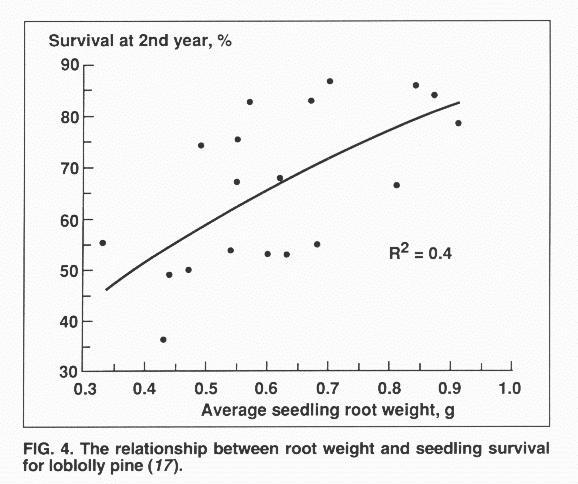 Survival at 2nd year, %
90
80
70
60
50
40
30
0.3 0.4 0.5 0.6 0.7 0.8 0.9 1.0
R² = 0.4
Average seedling root weight, g
FIG. 4. The relationship between root weight and seedling survival
for loblolly pine (17).